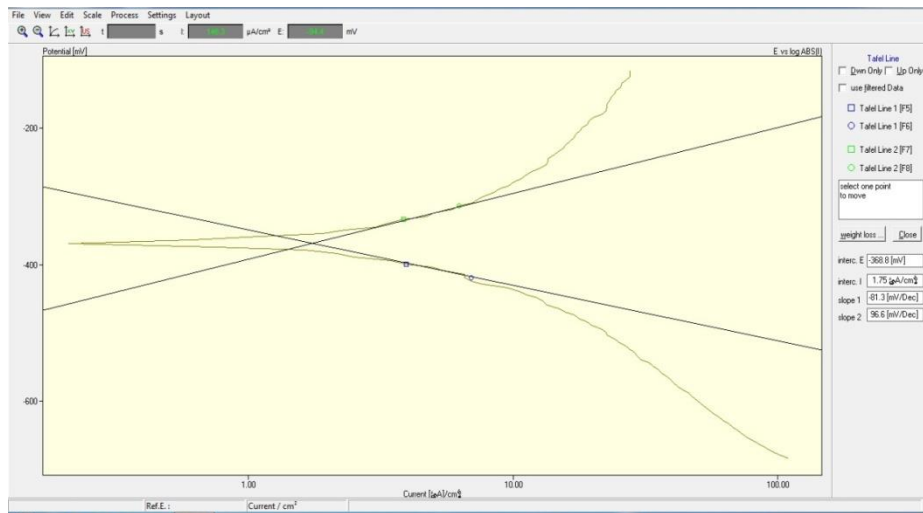 File View Edit Scale Process Settings Layout
t s I: µA/cm² E: mV
Potential [mV] E vs log ABS(I)
-200
-400
-600
1.00 10.00 100.00
Tafel Line
Dwn Only Up Only
use filtered Data
Tafel Line 1 [F5]
Tafel Line 1 [F6]
Tafel Line 2 [F7]
Tafel Line 2 [F8]
select one point
to move
weight loss ... Close
interc. E -368.8 [mV]
interc. I 1.75
slope 1 -81.3 [mV/Dec]
slope 2 96.6 [mV/Dec]
Current
Ref.E. : Current / cm²